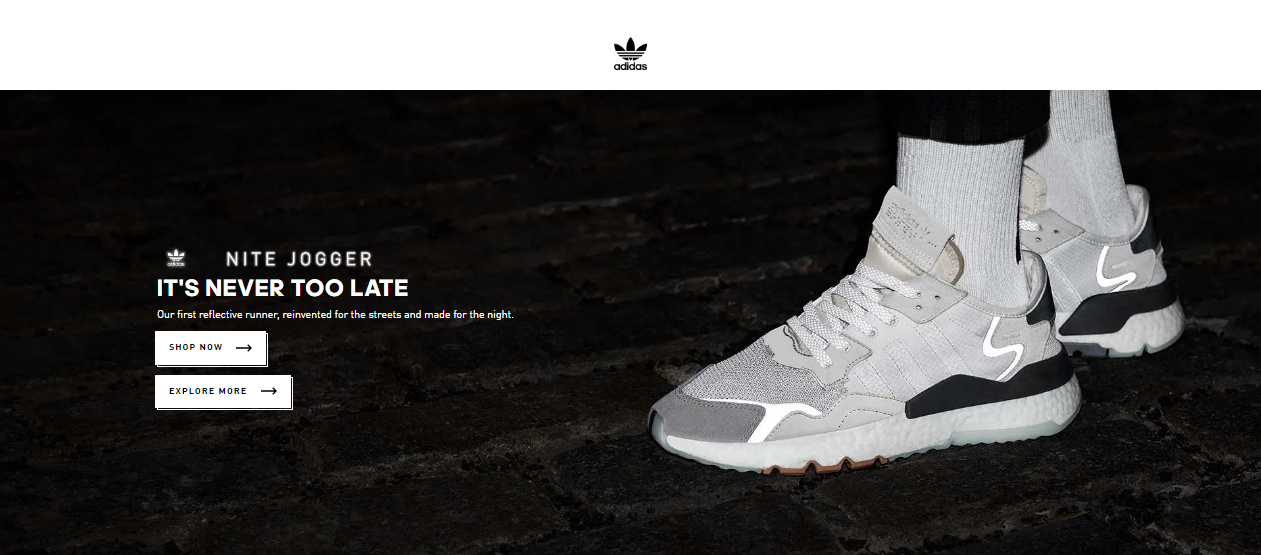 adidas
adidas
NITE JOGGER
IT'S NEVER TOO LATE
Our first reflective runner, reinvented for the streets and made for the night.
SHOP NOW
EXPLORE MORE